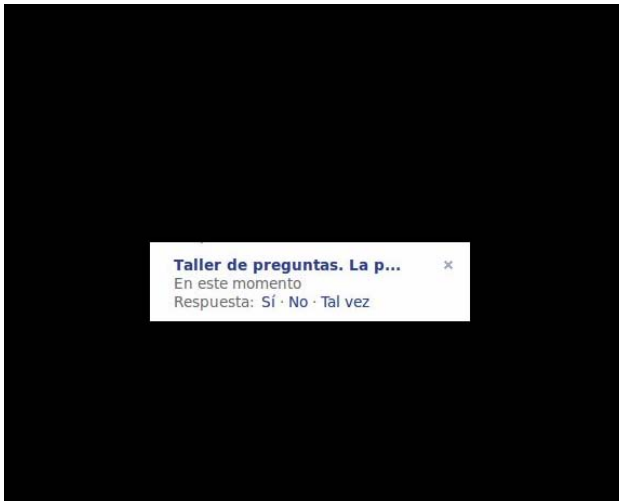 Taller de preguntas. La p... ×
En este momento
Respuesta: Sí · No · Tal vez